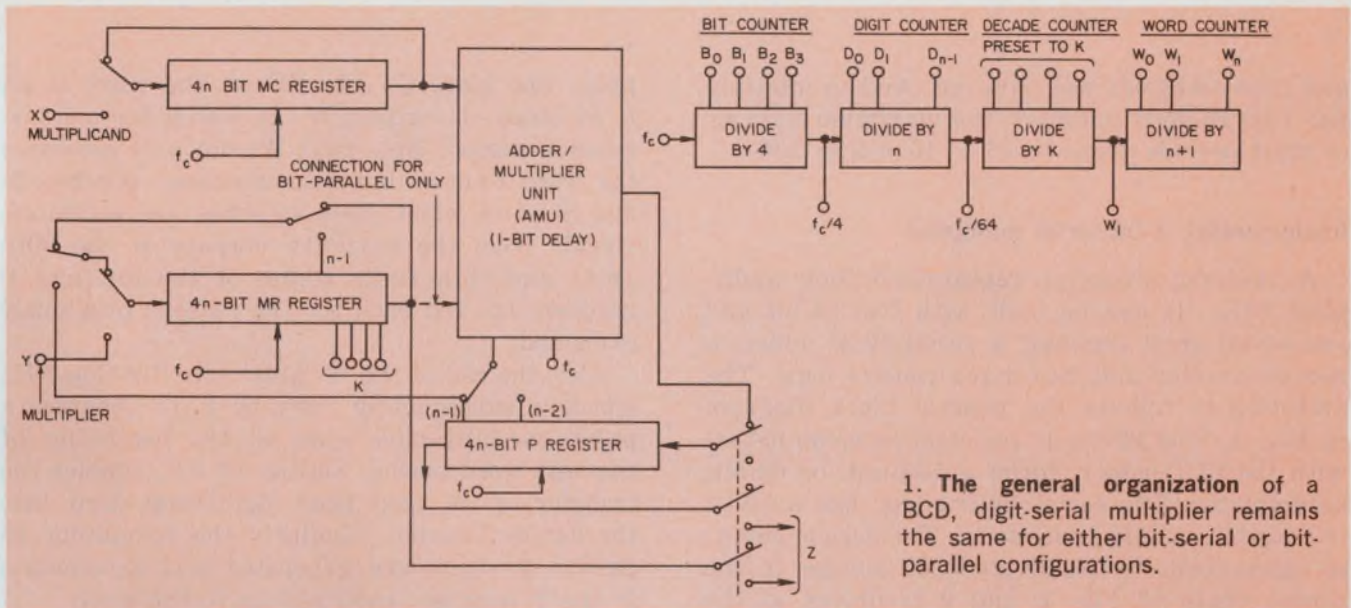 BIT COUNTER
DIGIT COUNTER
DECADE COUNTER
WORD COUNTER
PRESET TO K
B0 B1 B2 B3
D0 D1 Dn-1
W0 W1 Wn
fc
DIVIDE BY 4
DIVIDE BY n
DIVIDE BY K
DIVIDE BY n+1
fc/4
fc/64
W1
4n BIT MC REGISTER
X
MULTIPLICAND
fc
CONNECTION FOR
BIT-PARALLEL ONLY
ADDER/
MULTIPLIER
UNIT
(AMU)
(1-BIT DELAY)
n-1
4n-BIT MR REGISTER
Y
fc
K
MULTIPLIER
fc
(n-1)
(n-2)
4n-BIT P REGISTER
fc
Z
1. The general organization of a
BCD, digit-serial multiplier remains
the same for either bit-serial or bit-
parallel configurations.